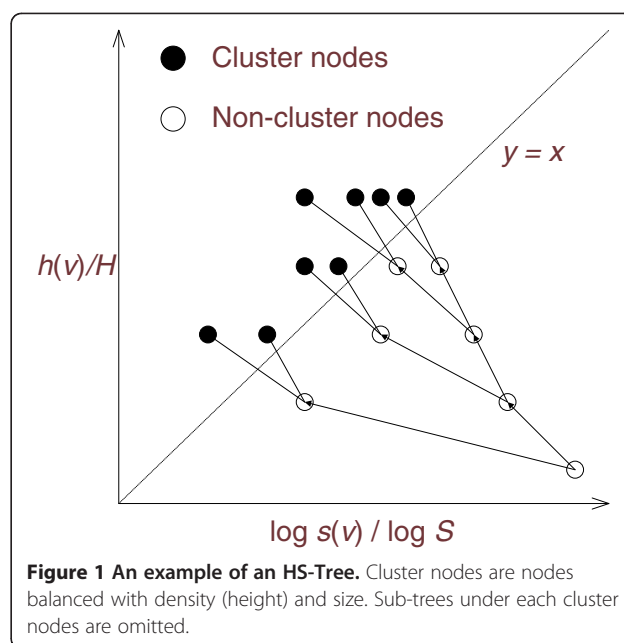 Cluster nodes
Non-cluster nodes
y = x
h(v)/H
log s(v) / log S
Figure 1 An example of an HS-Tree. Cluster nodes are nodes
balanced with density (height) and size. Sub-trees under each cluster
nodes are omitted.